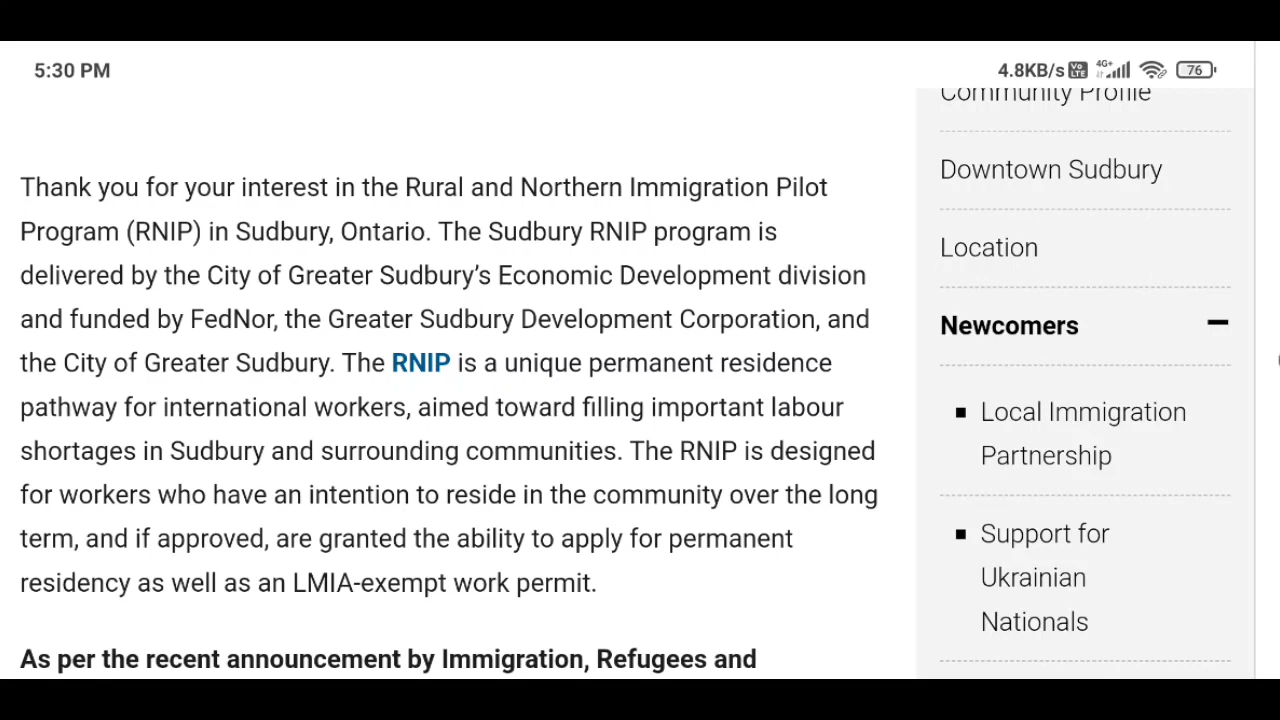 5:30 PM
4.8KB/s Vo LTE 4G+ 76
Community Profile
Thank you for your interest in the Rural and Northern Immigration Pilot
Program (RNIP) in Sudbury, Ontario. The Sudbury RNIP program is
delivered by the City of Greater Sudbury’s Economic Development division
and funded by FedNor, the Greater Sudbury Development Corporation, and
the City of Greater Sudbury. The RNIP is a unique permanent residence
pathway for international workers, aimed toward filling important labour
shortages in Sudbury and surrounding communities. The RNIP is designed
for workers who have an intention to reside in the community over the long
term, and if approved, are granted the ability to apply for permanent
residency as well as an LMIA-exempt work permit.
As per the recent announcement by Immigration, Refugees and
Downtown Sudbury
Location
Newcomers
Local Immigration
Partnership
Support for
Ukrainian
Nationals